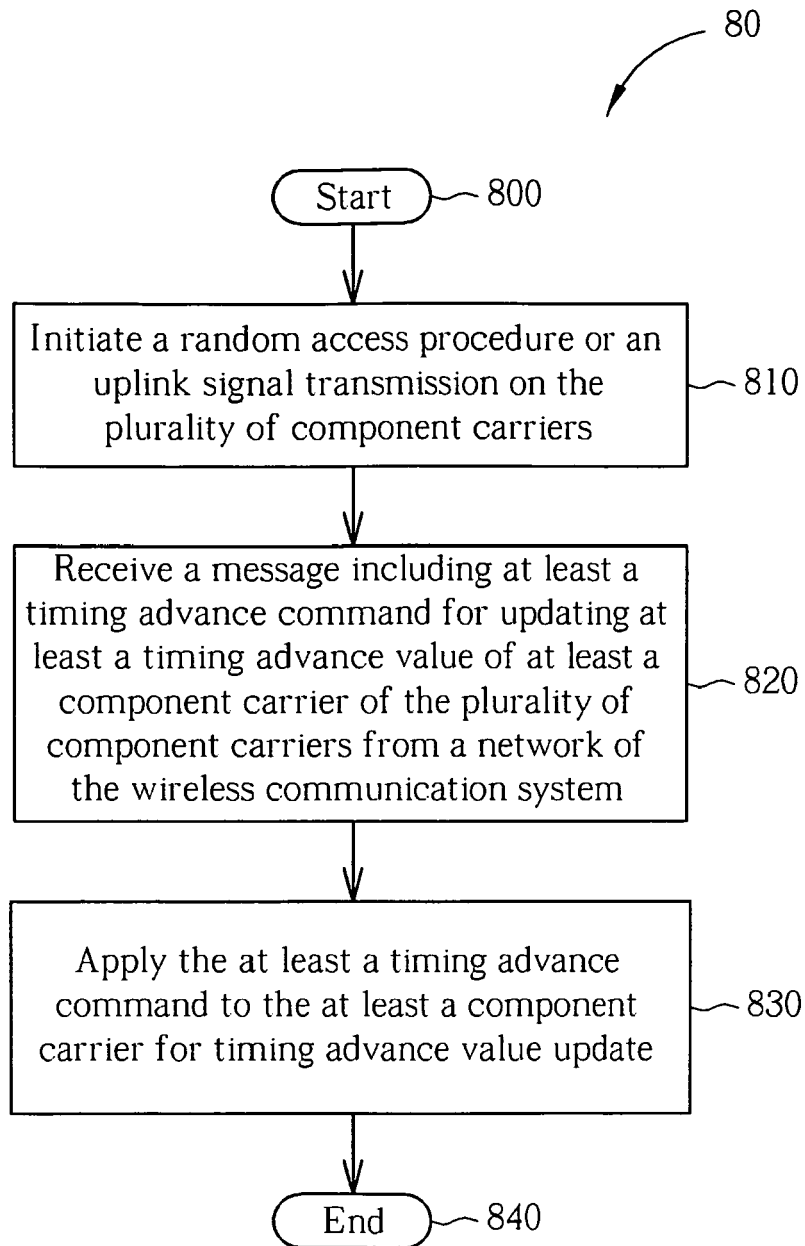 80
Start
800
Initiate a random access procedure or an
uplink signal transmission on the
plurality of component carriers
810
Receive a message including at least a
timing advance command for updating at
least a timing advance value of at least a
component carrier of the plurality of
component carriers from a network of
the wireless communication system
820
Apply the at least a timing advance
command to the at least a component
carrier for timing advance value update
830
End
840